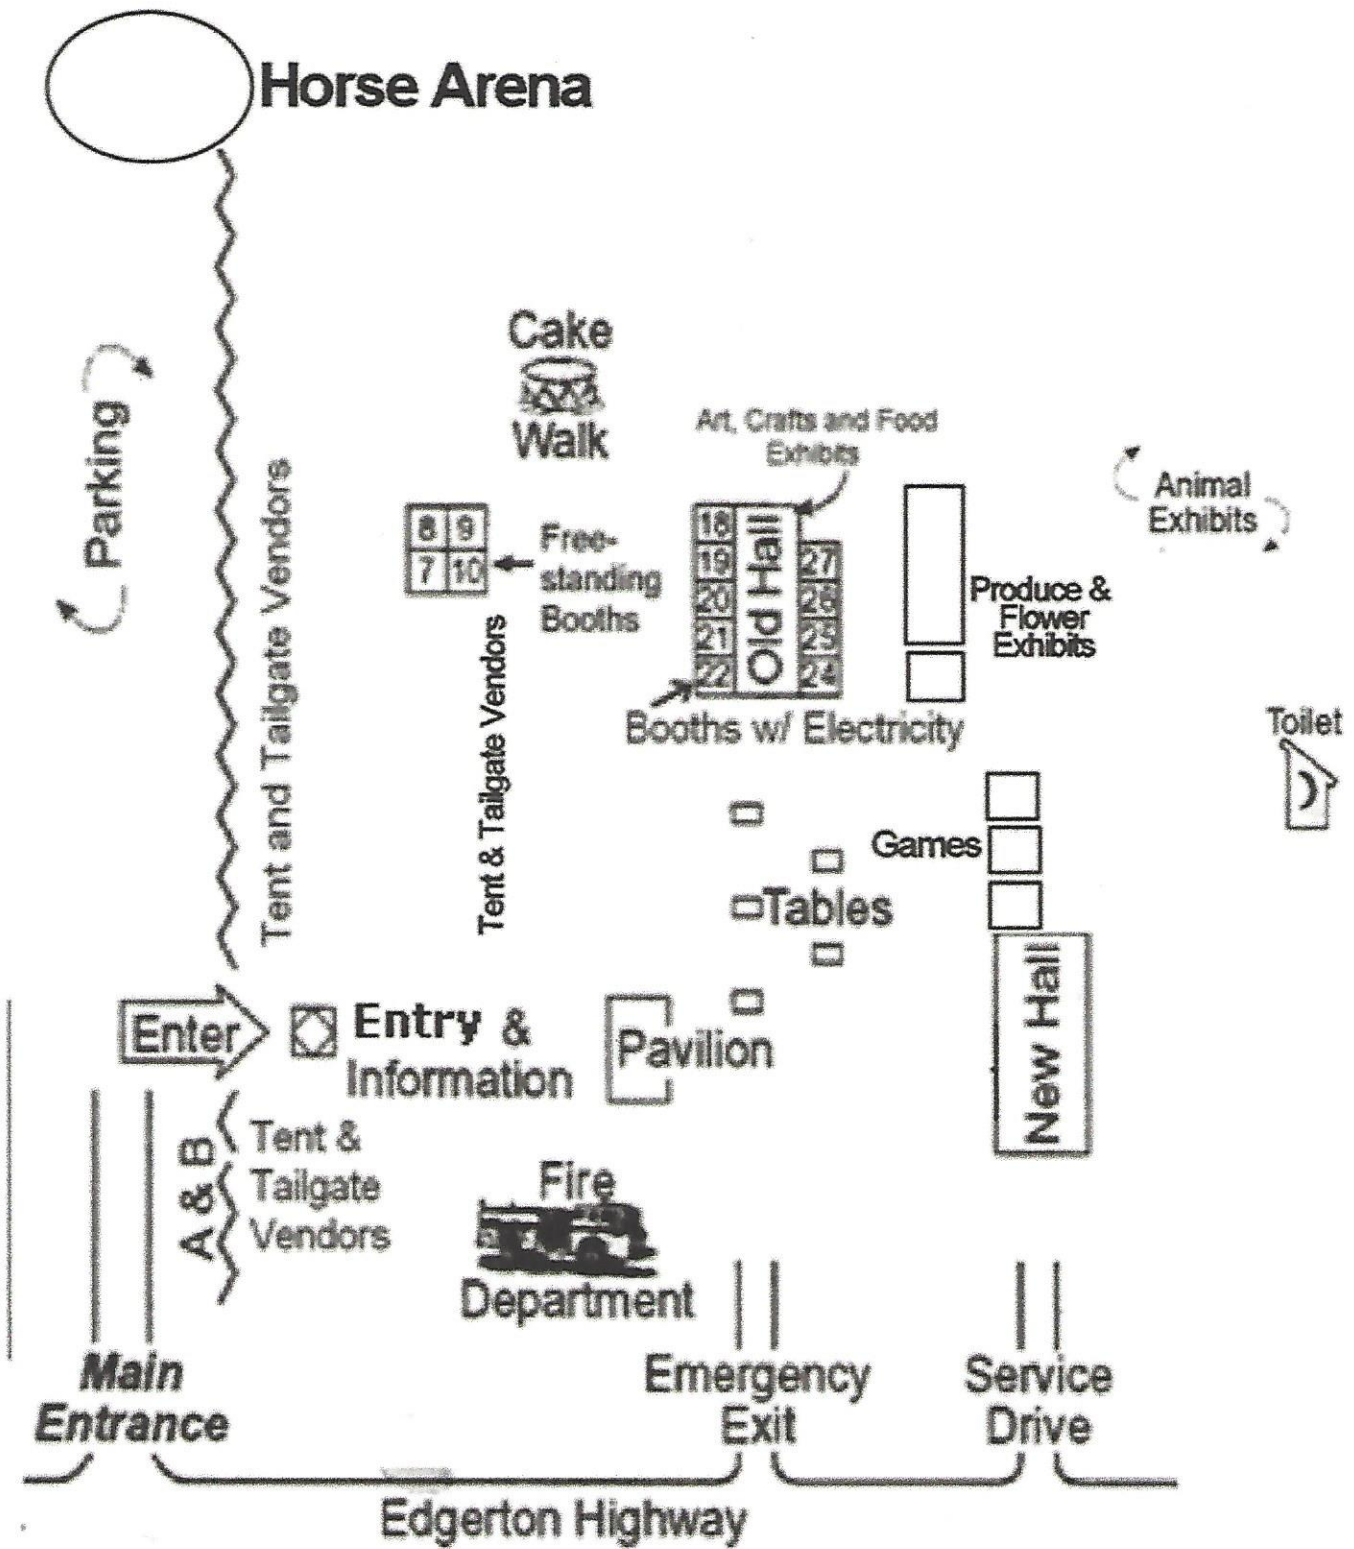 Horse Arena
Cake
Walk
Parking
Tent and Tailgate Vendors
Art, Crafts and Food
Exhibits
8 9
7 10
Free-
standing
Booths
Tent & Tailgate Vendors
18
19
20
21
22
Old Hall
27
26
25
24
Booths w/ Electricity
Produce &
Flower
Exhibits
Animal
Exhibits
Toilet
Games
Tables
New Hall
Enter
Entry &
Information
Pavilion
A & B
Tent &
Tailgate
Vendors
Fire
Department
Main
Entrance
Emergency
Exit
Service
Drive
Edgerton Highway